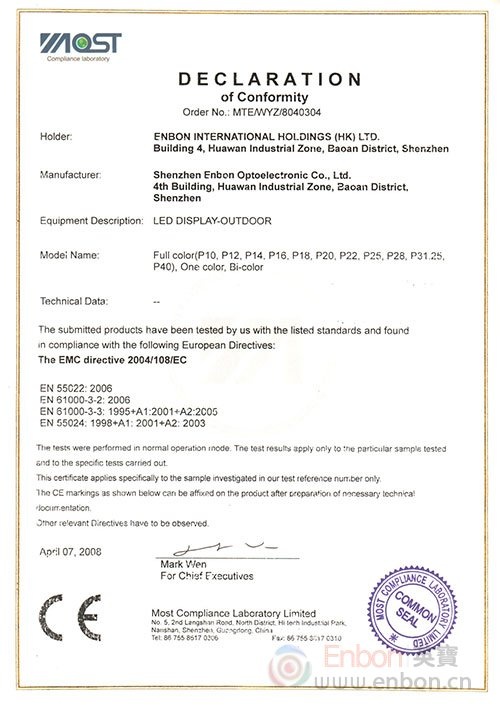 MOST
Compliance laboratory
DECLARATION
of Conformity
Order No.: MTE/WYZ/8040304
Holder: ENBON INTERNATIONAL HOLDINGS (HK) LTD.
Building 4, Huawan Industrial Zone, Baoan District, Shenzhen
Manufacturer: Shenzhen Enbon Optoelectronic Co., Ltd.
4th Building, Huawan Industrial Zone, Baoan District,
Shenzhen
Equipment Description: LED DISPLAY-OUTDOOR
Model Name: Full color(P10, P12, P14, P16, P18, P20, P22, P25, P28, P31.25,
P40), One color, Bi-color
Technical Data: --
The submitted products have been tested by us with the listed standards and found
in compliance with the following European Directives:
The EMC directive 2004/108/EC
EN 55022: 2006
EN 61000-3-2: 2006
EN 61000-3-3: 1995+A1:2001+A2:2005
EN 55024: 1998+A1: 2001+A2: 2003
The tests were performed in normal operation mode. The test results apply only to the particular sample tested
and to the specific tests carried out.
This certificate applies specifically to the sample investigated in our test reference number only.
The CE markings as shown below can be affixed on the product after preparation of necessary technical
documentation.
Other relevant Directives have to be observed.
April 07, 2008
Mark Wen
For Chief Executives
CE
Most Compliance Laboratory Limited
No. 5, 2nd Langshan Road, North District, Hi-tech Industrial Park,
Nanshan, Shenzhen, Guangdong, China
Tel: 86 755 8617 0306 Fax: 86 755 8617 0310
MOST COMPLIANCE LABORATORY LIMITED
COMMON
SEAL
Enbon英寶
www.enbon.cn